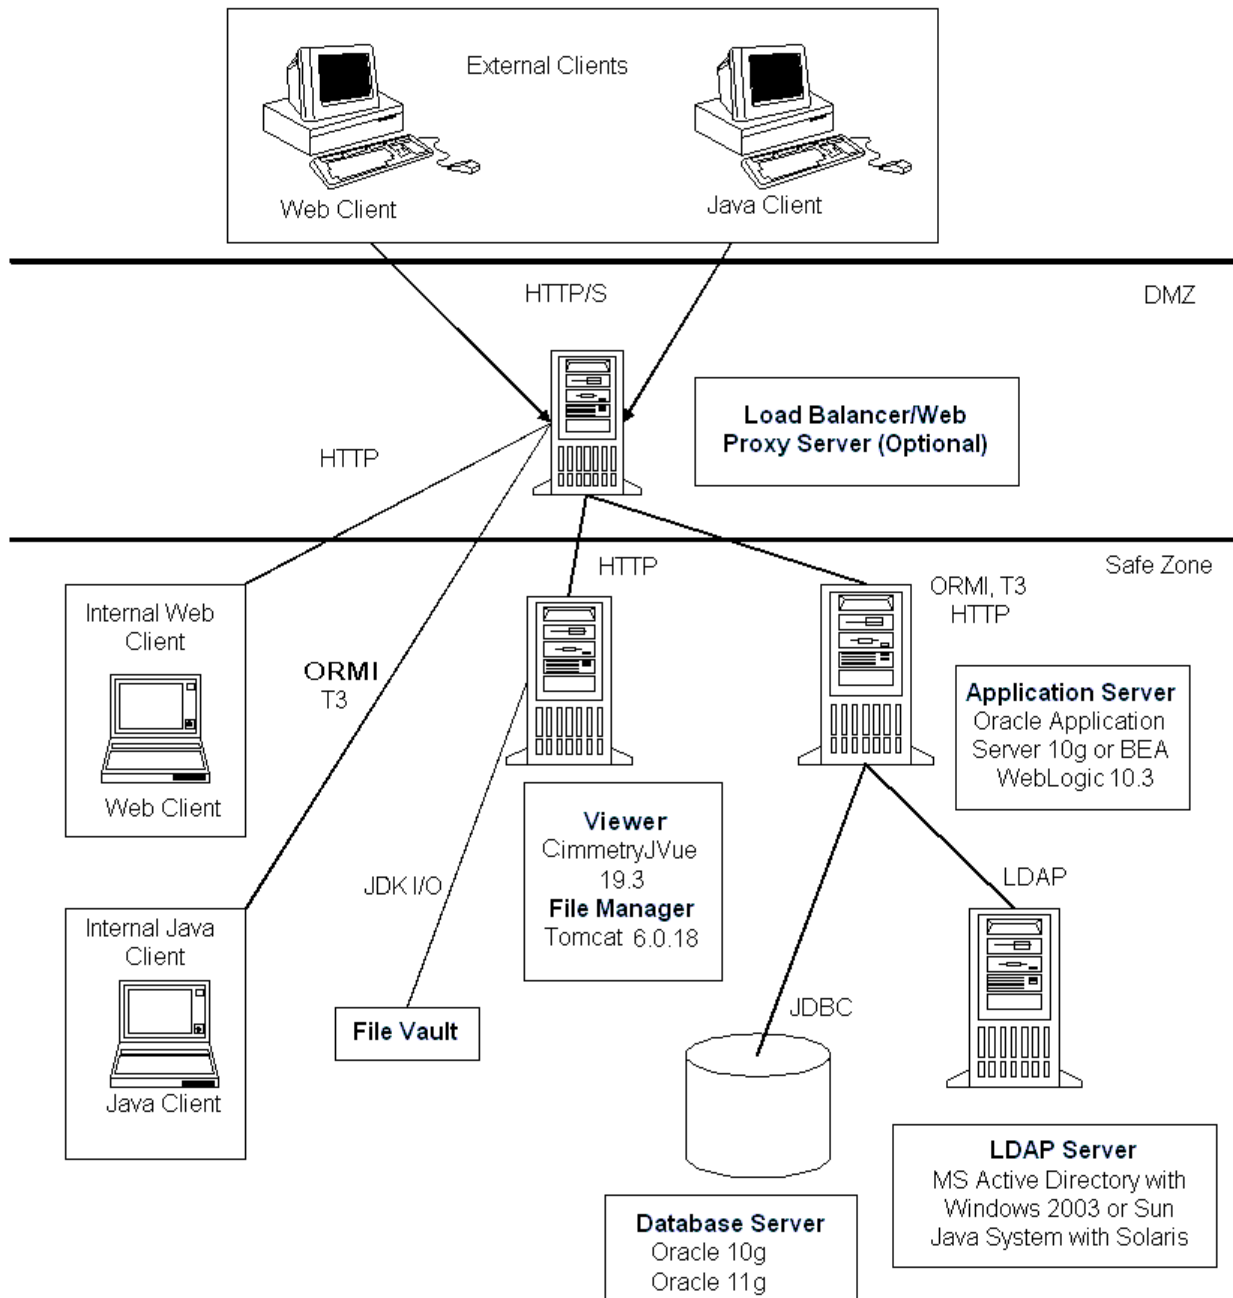 External Clients
Web Client
Java Client
HTTP/S
DMZ
Load Balancer/Web
Proxy Server (Optional)
HTTP
HTTP
Safe Zone
ORMI, T3
HTTP
Internal Web
Client
Web Client
ORMI
T3
Application Server
Oracle Application
Server 10g or BEA
WebLogic 10.3
Viewer
CimmetryJVue
19.3
File Manager
Tomcat 6.0.18
JDK I/O
LDAP
Internal Java
Client
Java Client
File Vault
JDBC
LDAP Server
MS Active Directory with
Windows 2003 or Sun
Java System with Solaris
Database Server
Oracle 10g
Oracle 11g